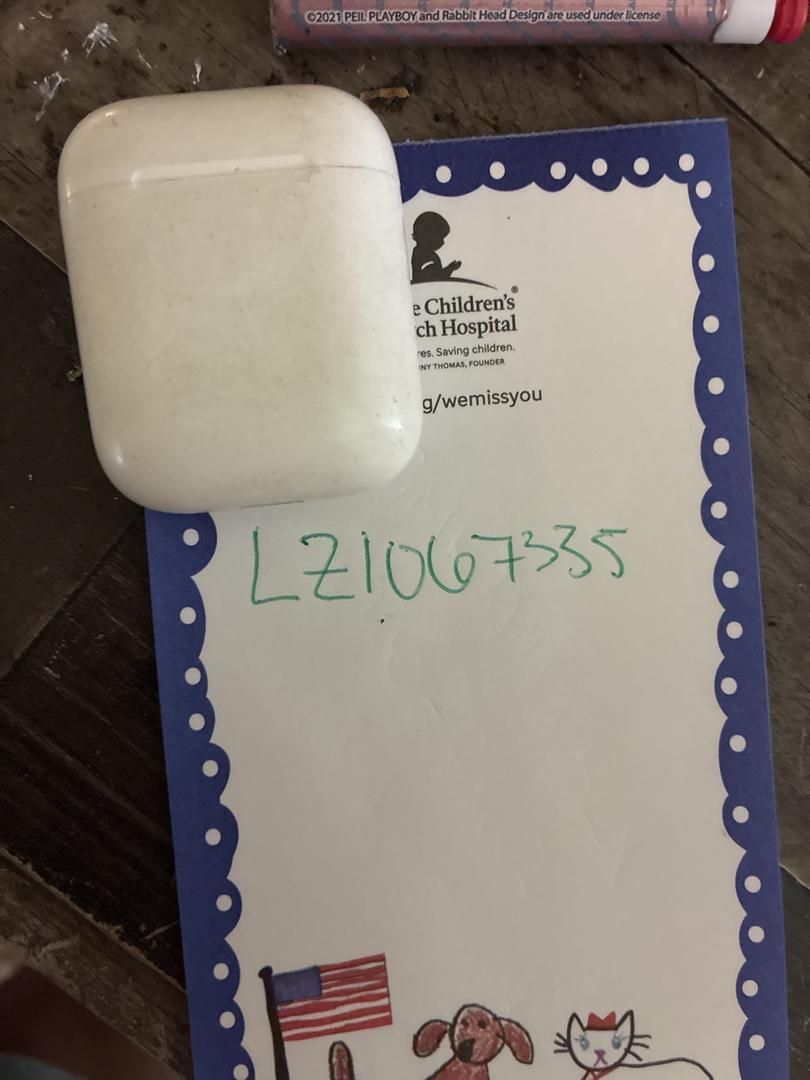 ©2021 PEII. PLAYBOY and Rabbit Head Design are used under license
e Children's®
ch Hospital
res. Saving children.
NY THOMAS, FOUNDER
g/wemissyou
LZ1067335